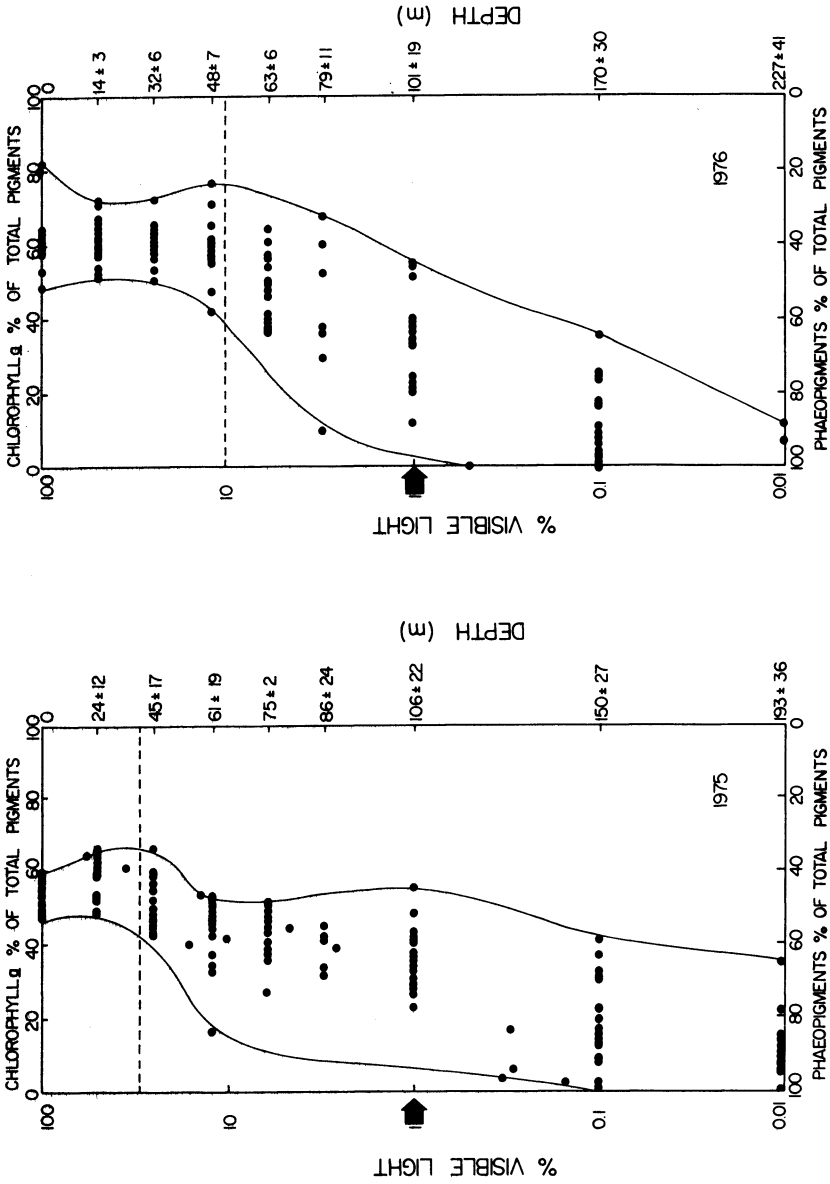 DEPTH (m)
0
14 ± 3
32 ± 6
48 ± 7
63 ± 6
79 ± 11
101 ± 19
170 ± 30
227 ± 41
CHLOROPHYLL a % OF TOTAL PIGMENTS
0 20 40 60 80 100
1976
100 80 60 40 20 0
PHAEOPIGMENTS % OF TOTAL PIGMENTS
100
10
1
0.1
0.01
% VISIBLE LIGHT
DEPTH (m)
0
24 ± 12
45 ± 17
61 ± 19
75 ± 2
86 ± 24
106 ± 22
150 ± 27
193 ± 36
CHLOROPHYLL a % OF TOTAL PIGMENTS
0 20 40 60 80 100
1975
100 80 60 40 20 0
PHAEOPIGMENTS % OF TOTAL PIGMENTS
100
10
1
0.1
0.01
% VISIBLE LIGHT